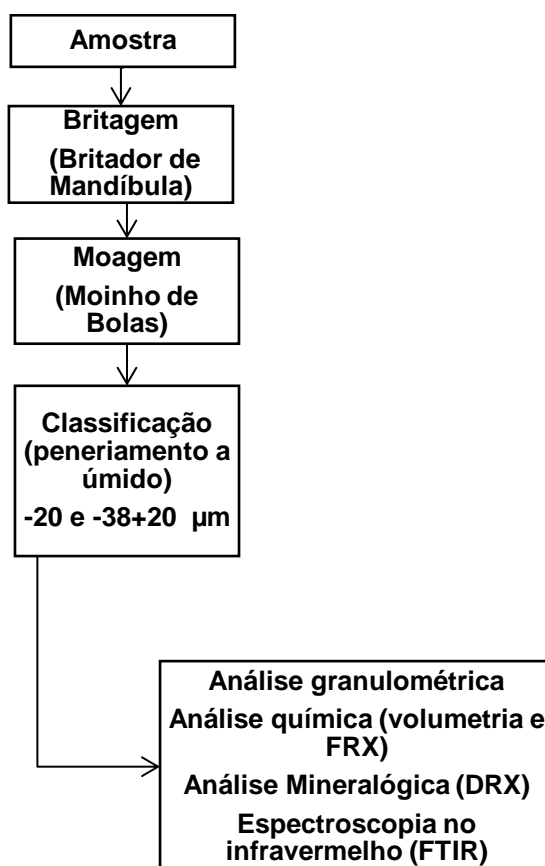 Amostra
Britagem
(Britador de
Mandíbula)
Moagem
(Moinho de
Bolas)
Classificação
(peneriamento a
úmido)
-20 e -38+20 µm
Análise granulométrica
Análise química (volumetria e
FRX)
Análise Mineralógica (DRX)
Espectroscopia no
infravermelho (FTIR)